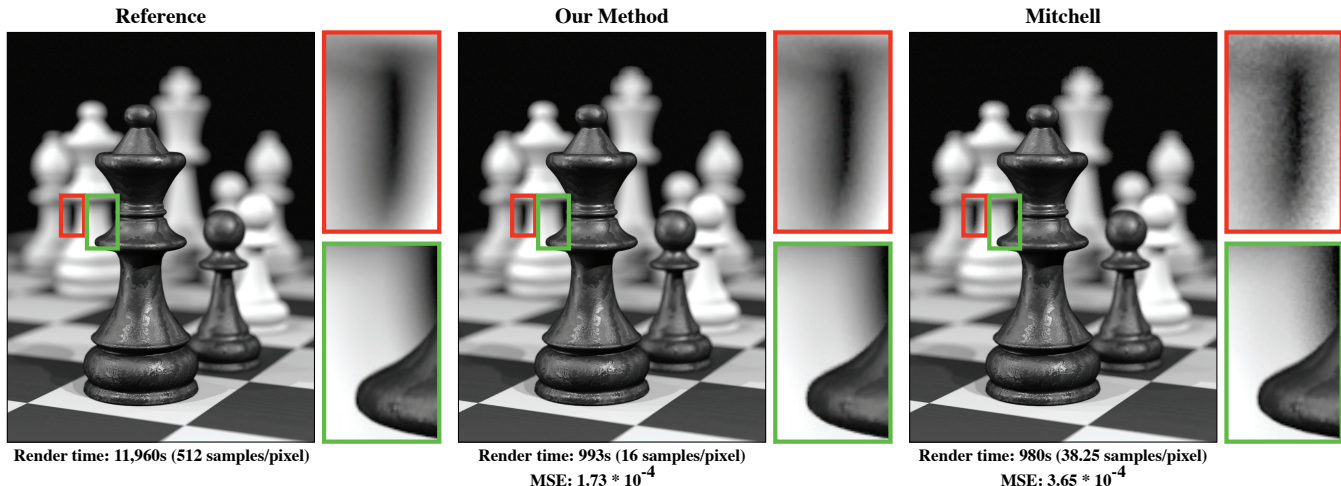 Reference
Our Method
Mitchell
Render time: 11,960s (512 samples/pixel)
Render time: 993s (16 samples/pixel)
MSE: 1.73 * 10^-4
Render time: 980s (38.25 samples/pixel)
MSE: 3.65 * 10^-4